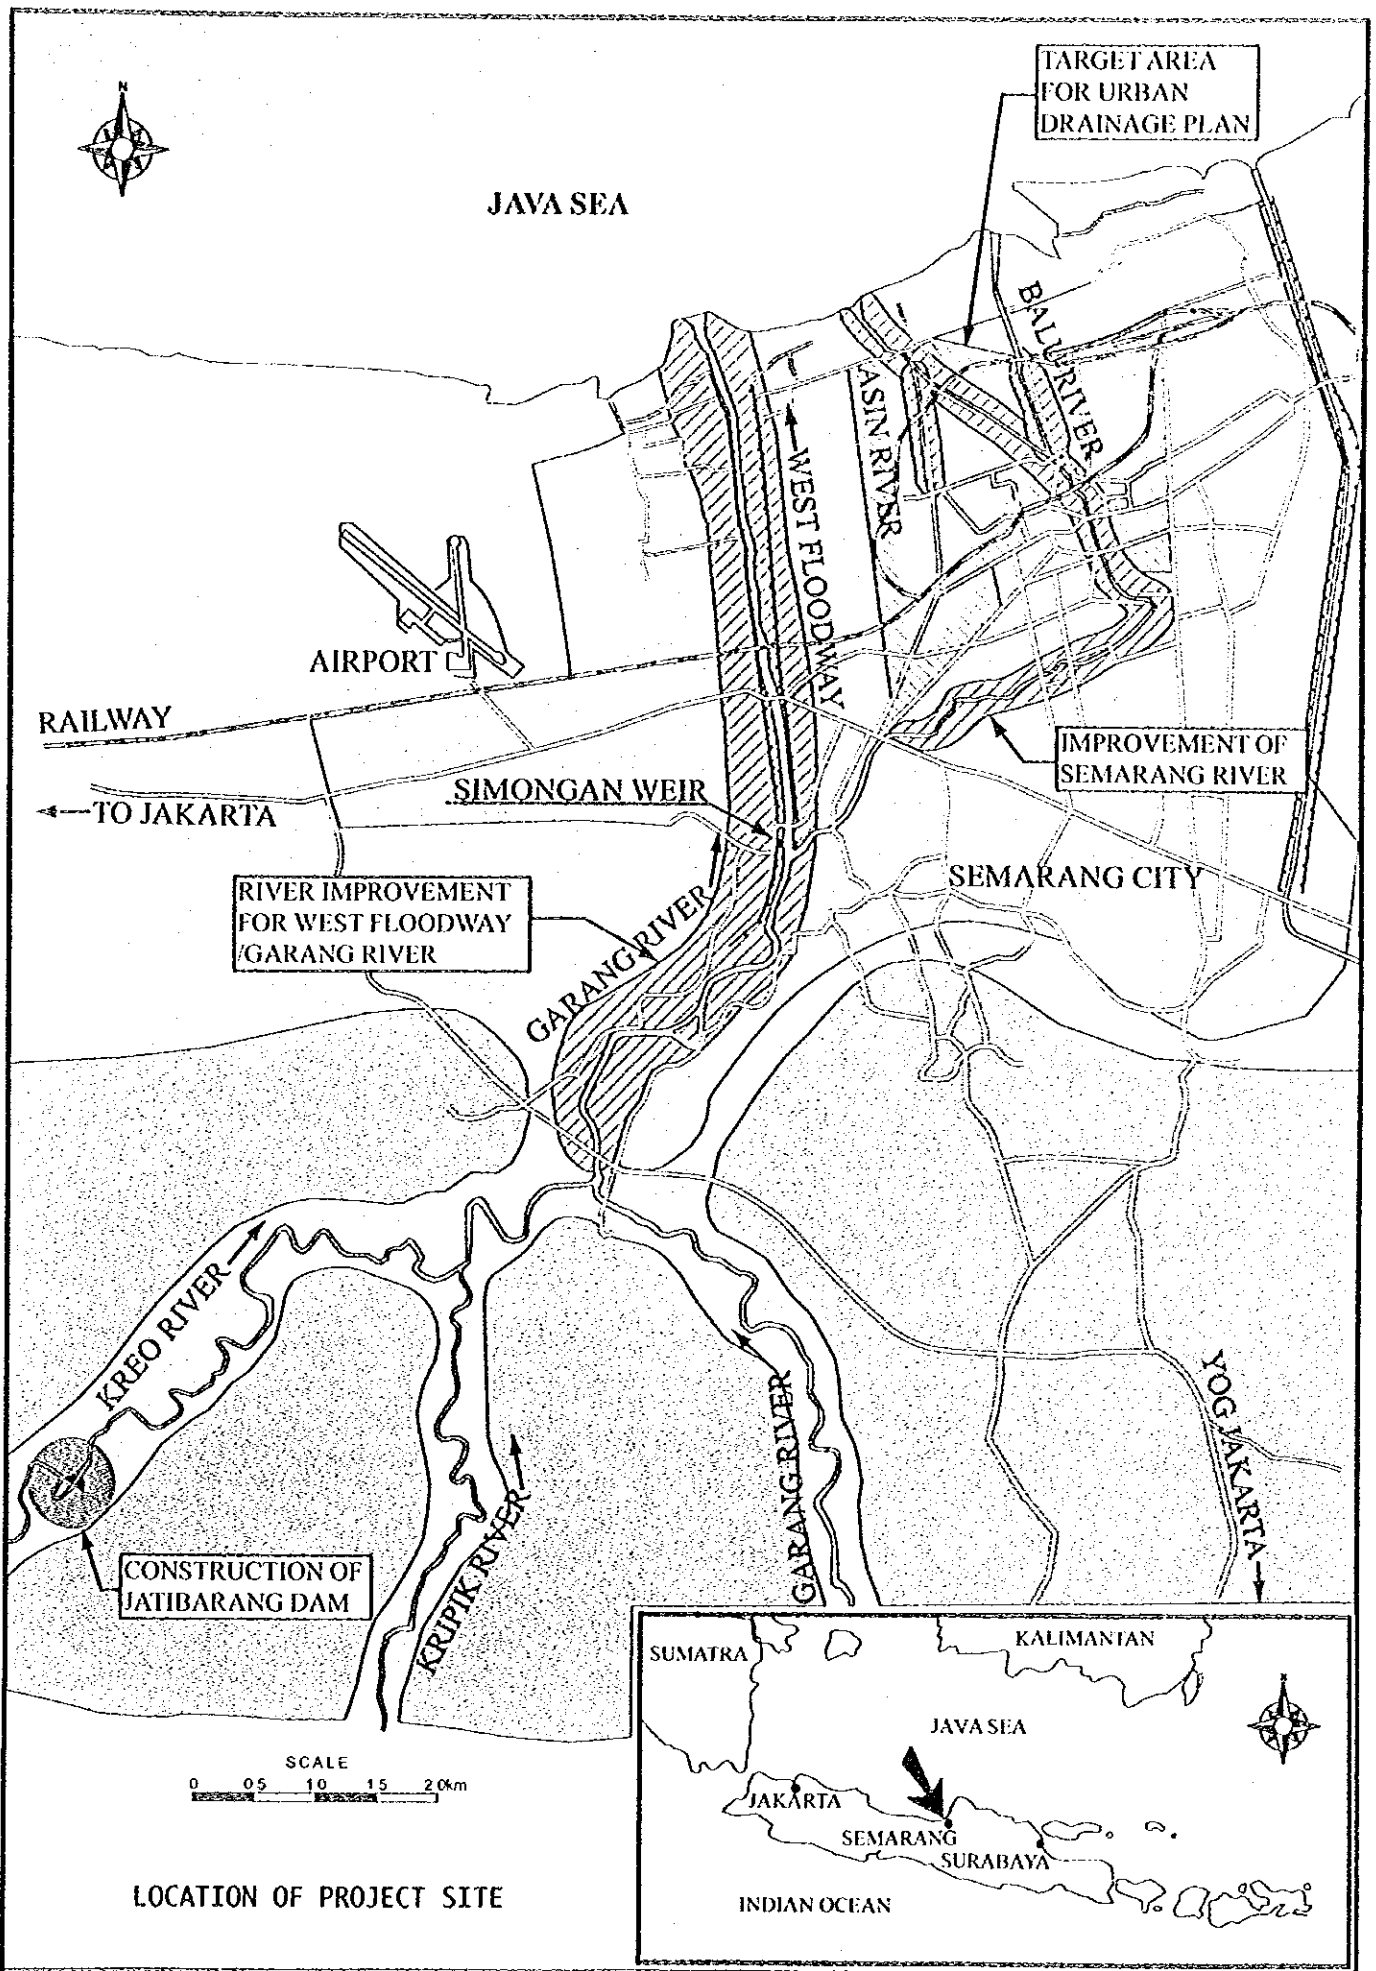 N
TARGET AREA
FOR URBAN
DRAINAGE PLAN
JAVA SEA
BALU RIVER
ASIN RIVER
WEST FLOODWAY
AIRPORT
RAILWAY
IMPROVEMENT OF
SEMARANG RIVER
SIMONGAN WEIR
TO JAKARTA
SEMARANG CITY
RIVER IMPROVEMENT
FOR WEST FLOODWAY
/GARANG RIVER
GARANG RIVER
KREO RIVER
YOGJAKARTA
GARANG RIVER
KRIPIK RIVER
CONSTRUCTION OF
JATIBARANG DAM
SUMATRA
KALIMANTAN
N
JAVA SEA
JAKARTA
SEMARANG
SURABAYA
INDIAN OCEAN
SCALE
0 05 10 15 20km
LOCATION OF PROJECT SITE